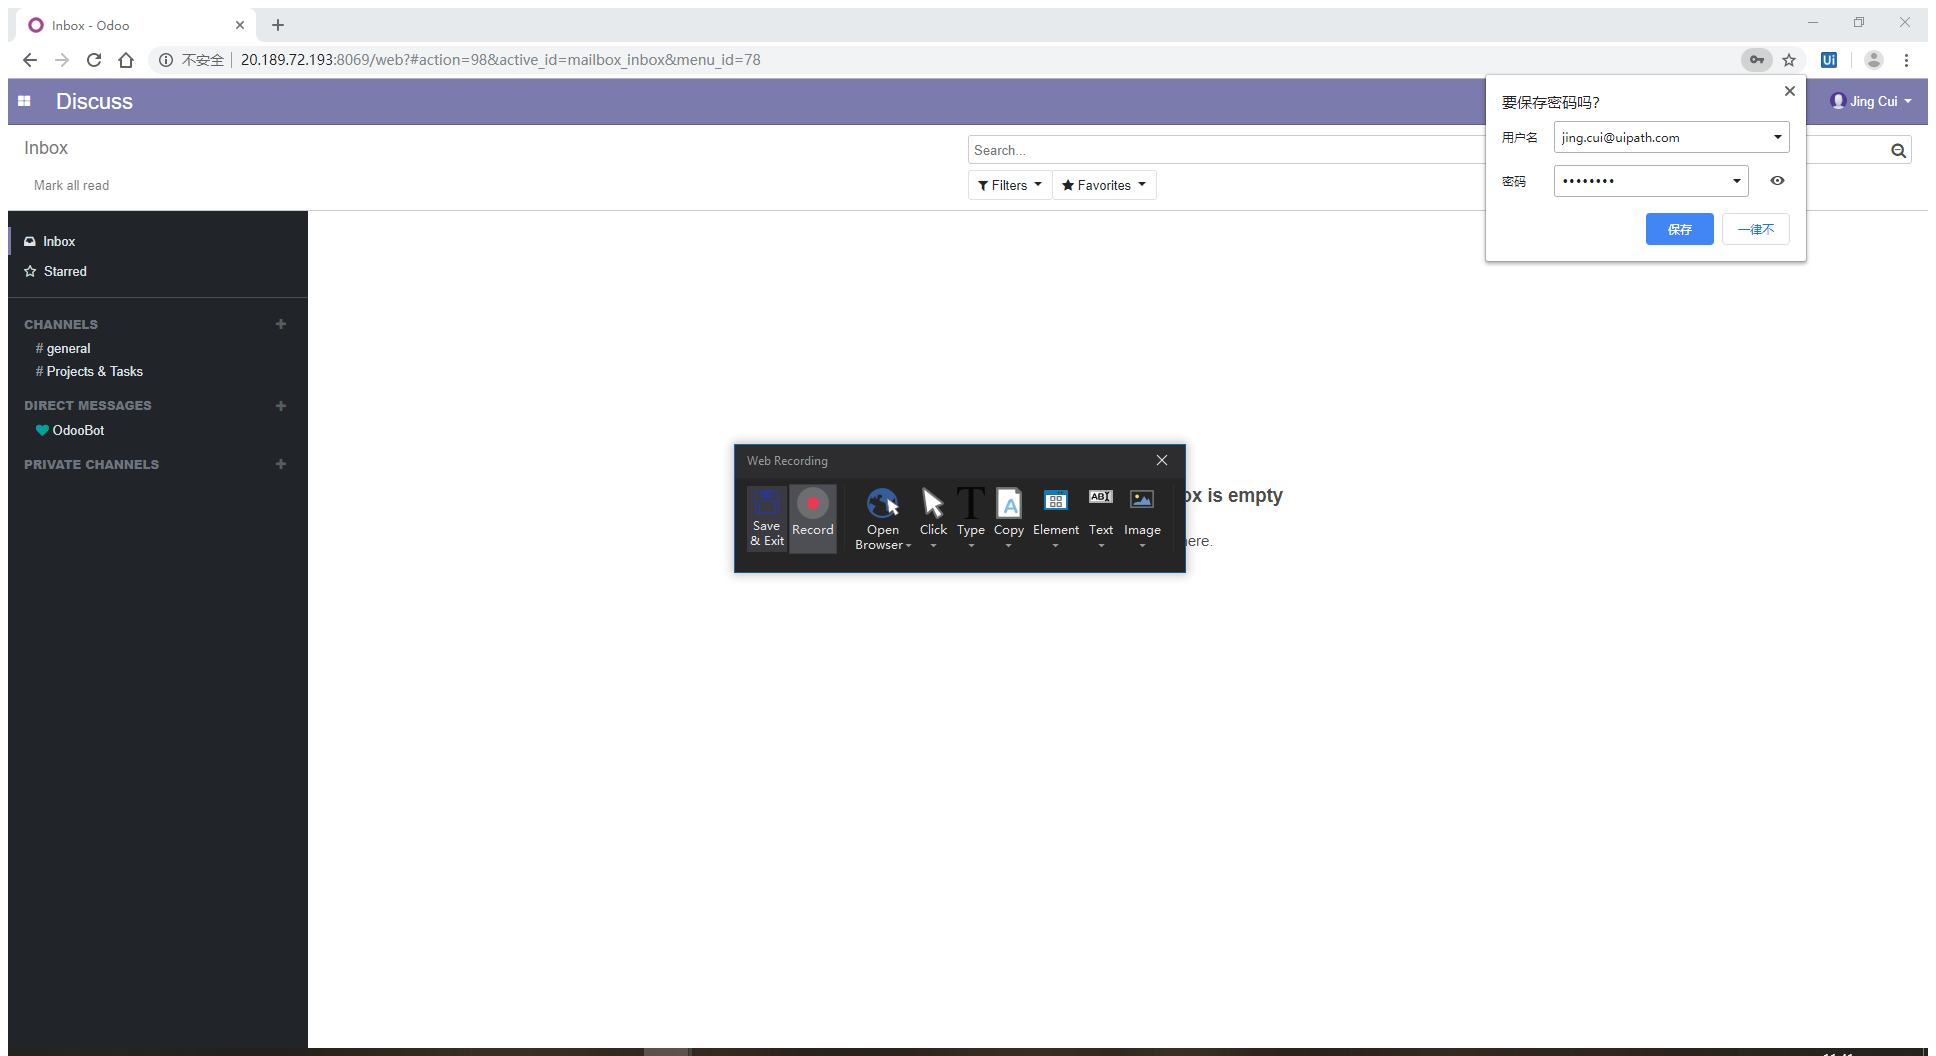 Inbox - Odoo
不安全 20.189.72.193:8069/web?#action=98&active_id=mailbox_inbox&menu_id=78
Ui
Discuss
Jing Cui
要保存密码吗?
用户名 jing.cui@uipath.com
密码 ••••••••
保存 一律不
Inbox
Search...
Mark all read
Filters Favorites
Inbox
Starred
CHANNELS
# general
# Projects & Tasks
DIRECT MESSAGES
OdooBot
PRIVATE CHANNELS
Web Recording
Save & Exit
Record
Open Browser
Click
Type
Copy
Element
Text
Image
is empty